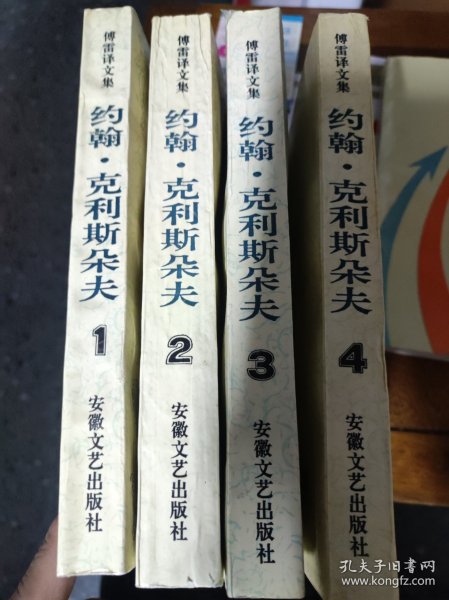 傅雷译文集
约翰·克利斯朵夫
1
安徽文艺出版社
傅雷译文集
约翰·克利斯朵夫
2
安徽文艺出版社
傅雷译文集
约翰·克利斯朵夫
3
安徽文艺出版社
傅雷译文集
约翰·克利斯朵夫
4
安徽文艺出版社
孔夫子旧书网
www.kongfz.com